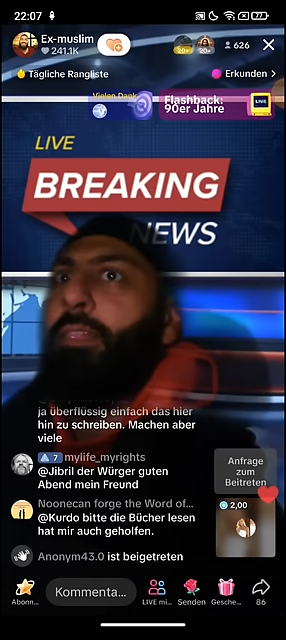 22:07
77
Ex-muslim
241.1K
20+
20+
626
Tägliche Rangliste
Erkunden >
Vielen Dank
Flashback:
90er Jahre
LIVE
LIVE
BREAKING
NEWS
ja überflüssig einfach das hier
hin zu schreiben. Machen aber
viele
7 mylife_myrights
@Jibril der Würger guten
Abend mein Freund
Noonecan forge the Word of...
@Kurdo bitte die Bücher lesen
hat mir auch geholfen.
Anonym43.0 ist beigetreten
Anfrage
zum
Beitreten
2,00
Abonn...
Kommenta...
LIVE mi...
Senden
Gesche...
86